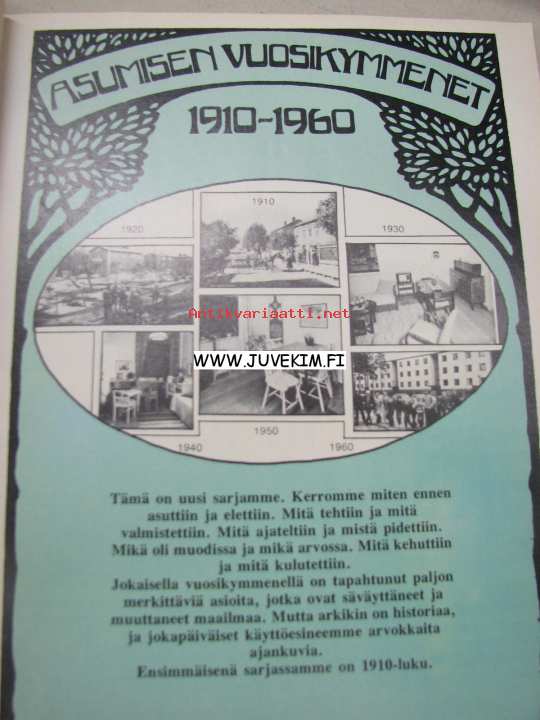 ASUMISEN VUOSIKYMMENET
1910-1960
1910
1920
1930
Antikvariaatti.net
WWW.JUVEKIM.FI
1950
1940
1960
Tämä on uusi sarjamme. Kerromme miten ennen
asuttiin ja elettiin. Mitä tehtiin ja mitä
valmistettiin. Mitä ajateltiin ja mistä pidettiin.
Mikä oli muodissa ja mikä arvossa. Mitä kehuttiin
ja mitä kulutettiin.
Jokaisella vuosikymmenellä on tapahtunut paljon
merkittäviä asioita, jotka ovat säväyttäneet ja
muuttaneet maailmaa. Mutta arkikin on historiaa,
ja jokapäiväiset käyttöesineemme arvokkaita
ajankuvia.
Ensimmäisenä sarjassamme on 1910-luku.